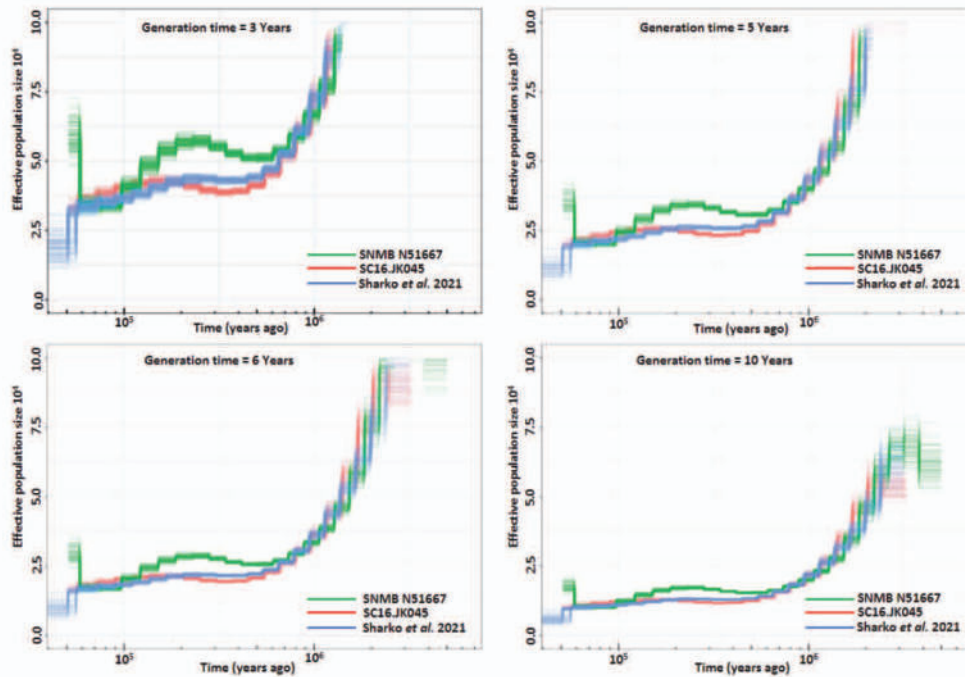 Generation time = 3 Years
Effective population size 10⁴
10.0
7.5
5.0
2.5
0.0
SNMB N51667
SC16.JK045
Sharko et al. 2021
10⁵
10⁶
Time (years ago)
Generation time = 5 Years
Effective population size 10⁴
10.0
7.5
5.0
2.5
0.0
SNMB N51667
SC16.JK045
Sharko et al. 2021
10⁵
10⁶
Time (years ago)
Generation time = 6 Years
Effective population size 10⁴
10.0
7.5
5.0
2.5
0.0
SNMB N51667
SC16.JK045
Sharko et al. 2021
10⁵
10⁶
Time (years ago)
Generation time = 10 Years
Effective population size 10⁴
10.0
7.5
5.0
2.5
0.0
SNMB N51667
SC16.JK045
Sharko et al. 2021
10⁵
10⁶
Time (years ago)